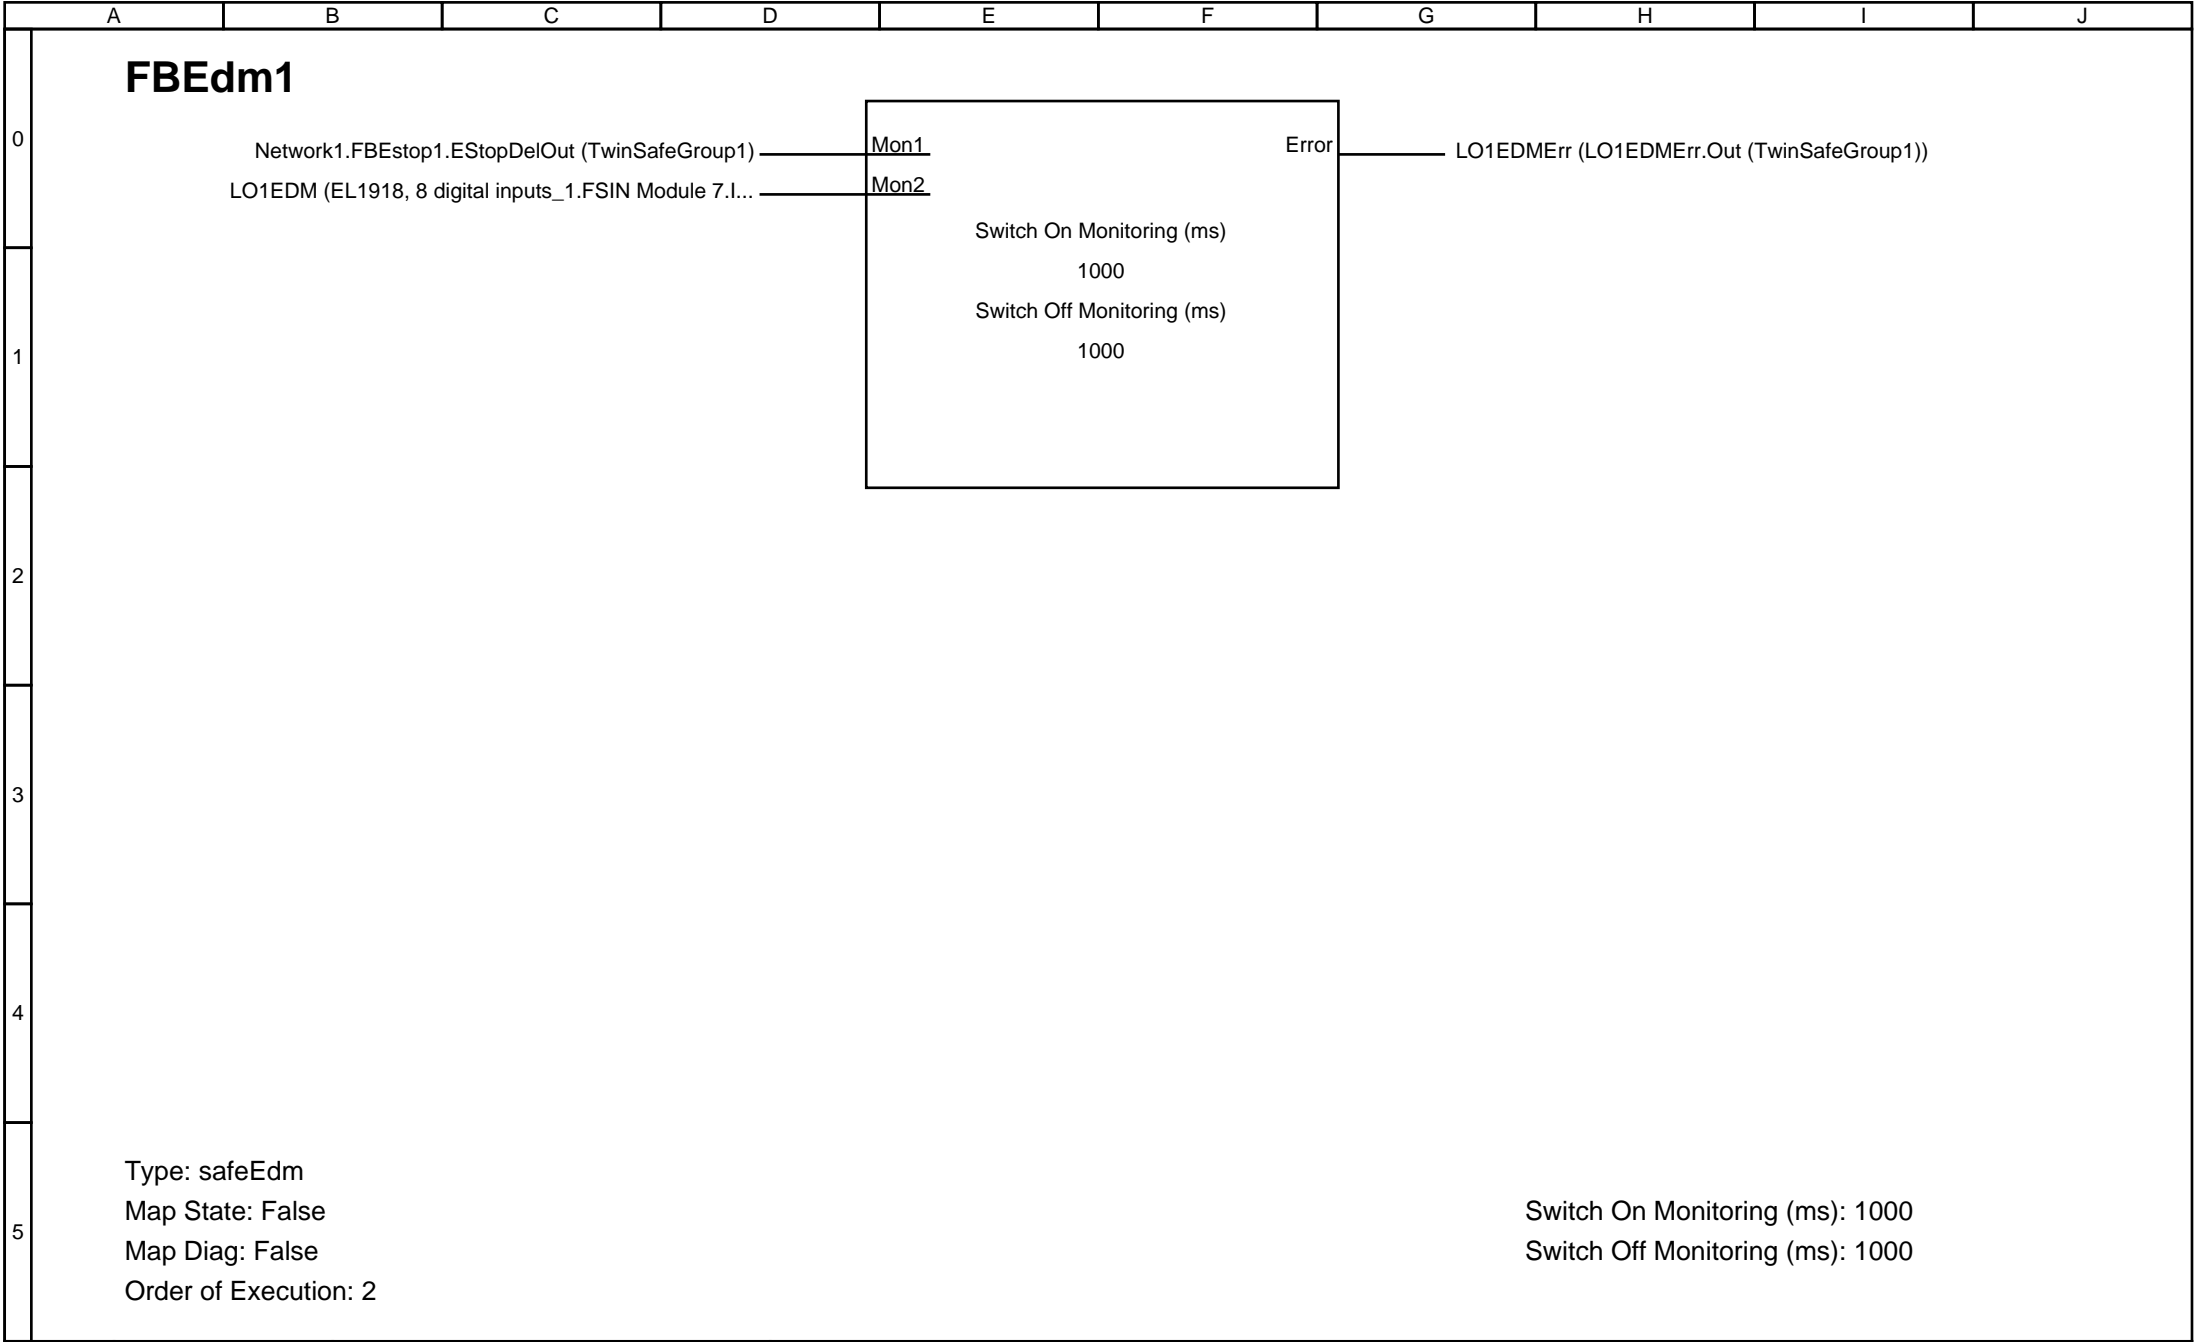 A B C D E F G H I J
FBEdm1
0
Network1.FBEstop1.EStopDelOut (TwinSafeGroup1) Mon1 Error LO1EDMErr (LO1EDMErr.Out (TwinSafeGroup1))
LO1EDM (EL1918, 8 digital inputs_1.FSIN Module 7.I... Mon2
Switch On Monitoring (ms)
1000
Switch Off Monitoring (ms)
1
1000
2
3
4
Type: safeEdm
Map State: False Switch On Monitoring (ms): 1000
5
Map Diag: False Switch Off Monitoring (ms): 1000
Order of Execution: 2